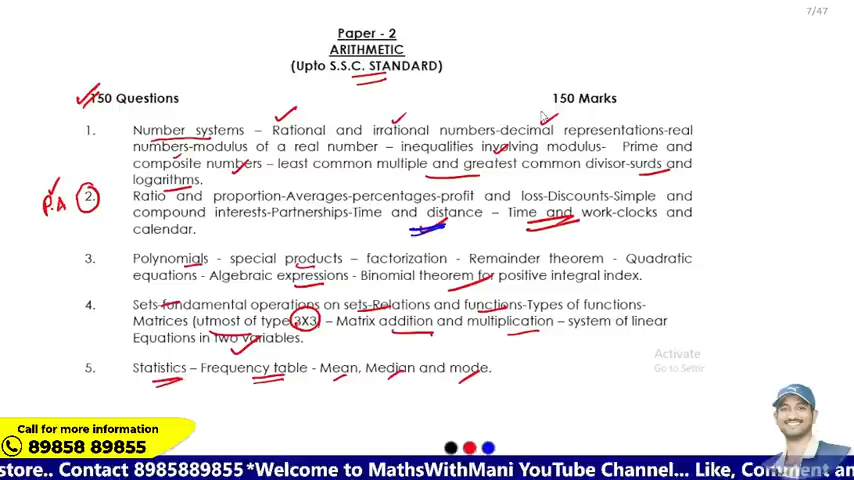 7/47
Paper - 2
ARITHMETIC
(Upto S.S.C. STANDARD)
150 Questions 150 Marks
1. Number systems – Rational and irrational numbers-decimal representations-real
numbers-modulus of a real number – inequalities involving modulus- Prime and
composite numbers – least common multiple and greatest common divisor-surds and
logarithms.
P.A
2. Ratio and proportion-Averages-percentages-profit and loss-Discounts-Simple and
compound interests-Partnerships-Time and distance – Time and work-clocks and
calendar.
3. Polynomials - special products – factorization - Remainder theorem - Quadratic
equations - Algebraic expressions - Binomial theorem for positive integral index.
4. Sets-fundamental operations on sets-Relations and functions-Types of functions-
Matrices (utmost of type 3X3) – Matrix addition and multiplication – system of linear
Equations in two variables.
5. Statistics – Frequency table - Mean, Median and mode.
Activate
Go to Settir
Call for more information
89858 89855
store.. Contact 8985889855 *Welcome to MathsWithMani YouTube Channel... Like, Comment an